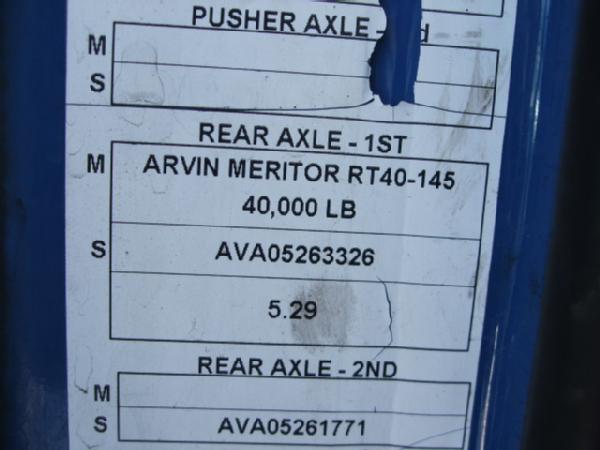 PUSHER AXLE -
M
S
REAR AXLE - 1ST
M
ARVIN MERITOR RT40-145
40,000 LB
S
AVA05263326
5.29
REAR AXLE - 2ND
M
S
AVA05261771